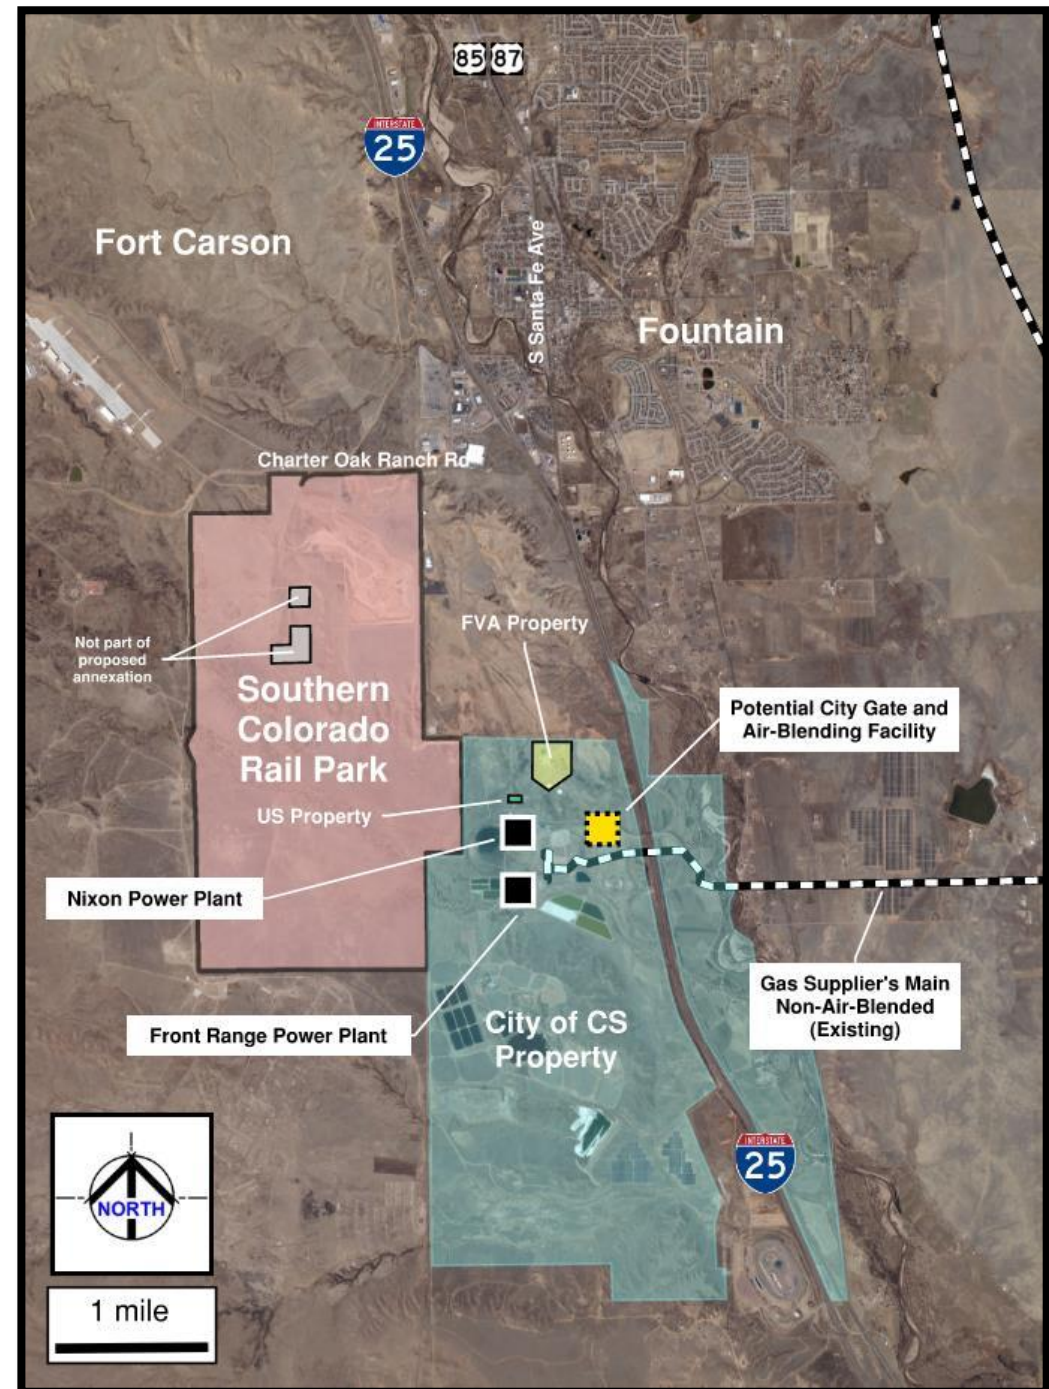 85 87
INTERSTATE
25
Fort Carson
S Santa Fe Ave
Fountain
Charter Oak Ranch Rd
FVA Property
Not part of
proposed
annexation
Southern
Colorado
Rail Park
Potential City Gate and
Air-Blending Facility
US Property
Nixon Power Plant
Gas Supplier's Main
Non-Air-Blended
(Existing)
Front Range Power Plant
City of CS
Property
INTERSTATE
25
NORTH
1 mile